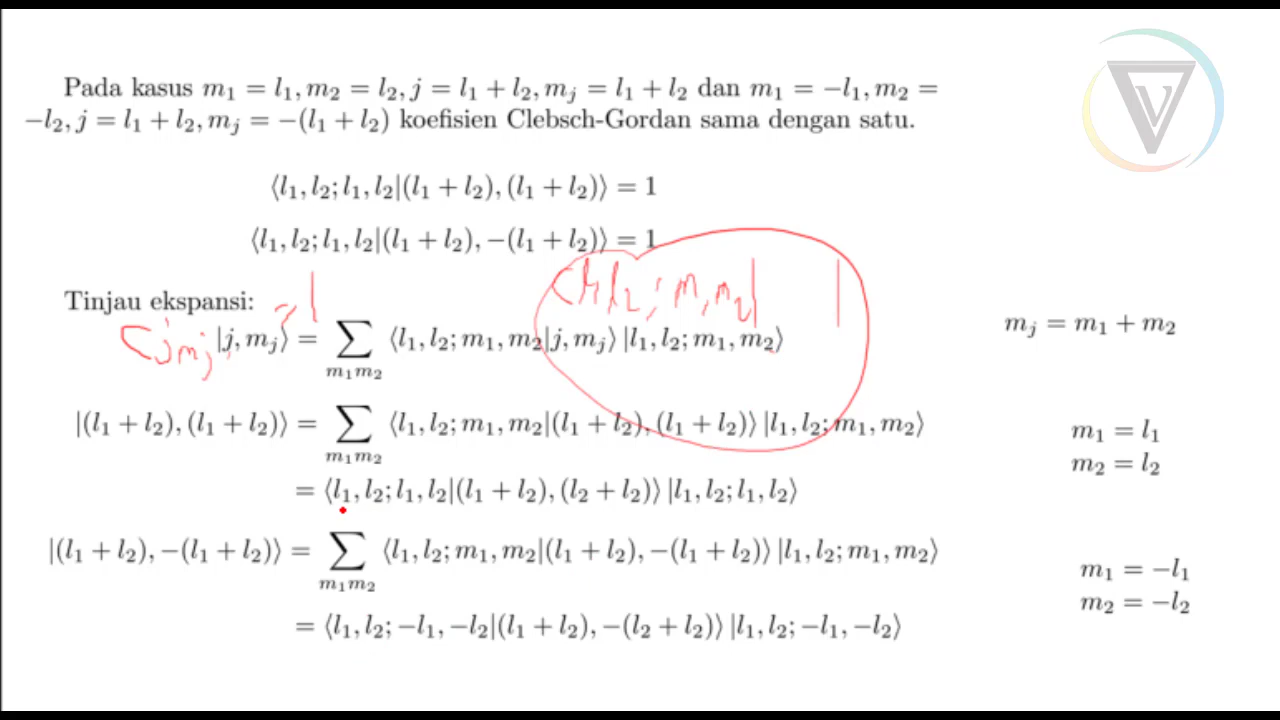 Pada kasus m₁ = l₁, m₂ = l₂, j = l₁ + l₂, m_j = l₁ + l₂ dan m₁ = −l₁, m₂ =
−l₂, j = l₁ + l₂, m_j = −(l₁ + l₂) koefisien Clebsch-Gordan sama dengan satu.
⟨l₁, l₂; l₁, l₂|(l₁ + l₂), (l₁ + l₂)⟩ = 1
⟨l₁, l₂; l₁, l₂|(l₁ + l₂), −(l₁ + l₂)⟩ = 1
Tinjau ekspansi:
|j, m_j⟩ = ∑_{m₁m₂} ⟨l₁, l₂; m₁, m₂|j, m_j⟩ |l₁, l₂; m₁, m₂⟩
m_j = m₁ + m₂
|(l₁ + l₂), (l₁ + l₂)⟩ = ∑_{m₁m₂} ⟨l₁, l₂; m₁, m₂|(l₁ + l₂), (l₁ + l₂)⟩ |l₁, l₂; m₁, m₂⟩
m₁ = l₁
m₂ = l₂
= ⟨l₁, l₂; l₁, l₂|(l₁ + l₂), (l₂ + l₂)⟩ |l₁, l₂; l₁, l₂⟩
|(l₁ + l₂), −(l₁ + l₂)⟩ = ∑_{m₁m₂} ⟨l₁, l₂; m₁, m₂|(l₁ + l₂), −(l₁ + l₂)⟩ |l₁, l₂; m₁, m₂⟩
m₁ = −l₁
m₂ = −l₂
= ⟨l₁, l₂; −l₁, −l₂|(l₁ + l₂), −(l₂ + l₂)⟩ |l₁, l₂; −l₁, −l₂⟩